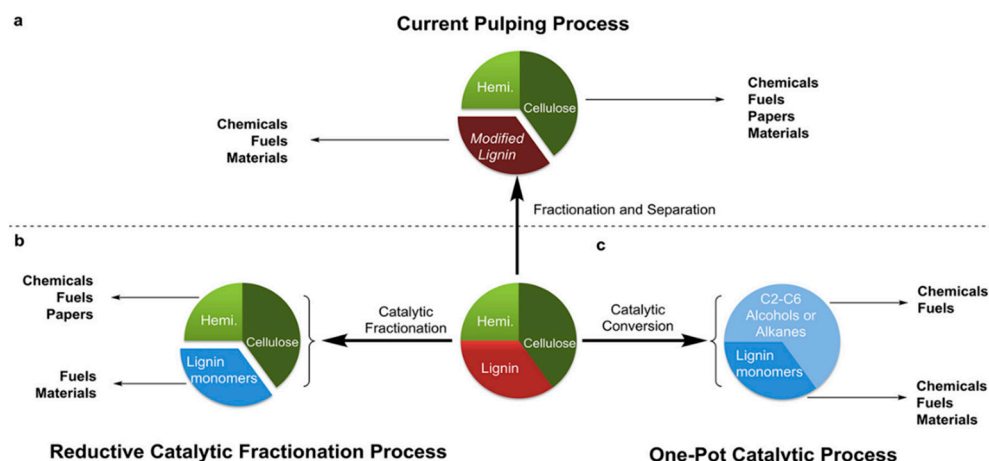 a
Current Pulping Process
Hemi.
Cellulose
Modified
Lignin
Chemicals
Fuels
Materials
Chemicals
Fuels
Papers
Materials
Fractionation and Separation
b
Chemicals
Fuels
Papers
Fuels
Materials
Hemi.
Cellulose
Lignin
monomers
Catalytic
Fractionation
Hemi.
Cellulose
Lignin
Catalytic
Conversion
c
C2-C6
Alcohols or
Alkanes
Lignin
monomers
Chemicals
Fuels
Chemicals
Fuels
Materials
Reductive Catalytic Fractionation Process
One-Pot Catalytic Process